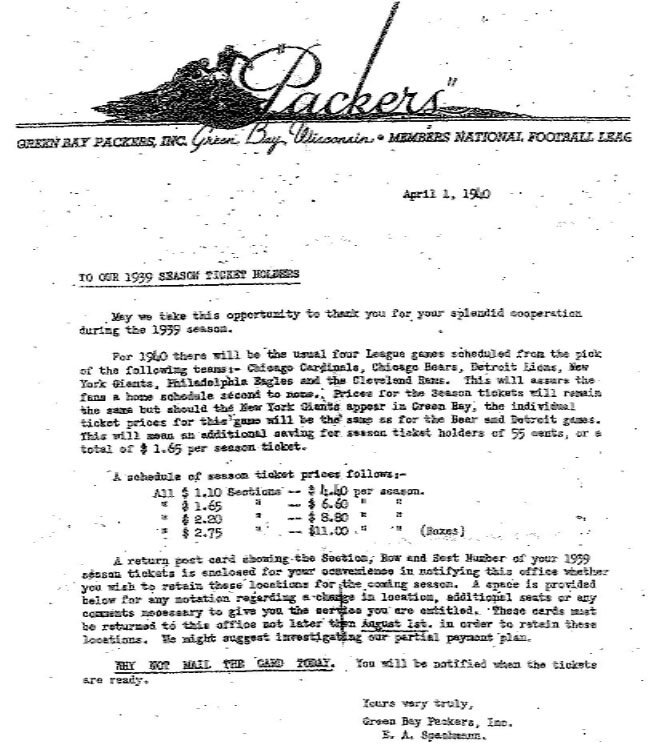 "Packers"
GREEN BAY PACKERS, INC. Green Bay, Wisconsin • MEMBERS NATIONAL FOOTBALL LEAG
April 1, 1940
TO OUR 1939 SEASON TICKET HOLDERS
May we take this opportunity to thank you for your splendid cooperation
during the 1939 season.
For 1940 there will be the usual four League games scheduled from the pick
of the following teams:- Chicago Cardinals, Chicago Bears, Detroit Lions, New
York Giants, Philadelphia Eagles and the Cleveland Rams. This will assure the
fans a home schedule second to none. Prices for the Season tickets will remain
the same but should the New York Giants appear in Green Bay, the individual
ticket prices for this game will be the same as for the Bear and Detroit games.
This will mean an additional saving for season ticket holders of 55 cents, or a
total of $ 1.65 per season ticket.
A schedule of season ticket prices follows:-
All $ 1.10 Sections -- $ 4.40 per season.
" $ 1.65 " -- $ 6.60 " "
" $ 2.20 " -- $ 8.80 " "
" $ 2.75 " -- $11.00 " " (Boxes)
A return post card showing the Section, Row and Seat Number of your 1939
season tickets is enclosed for your convenience in notifying this office whether
you wish to retain these locations for the coming season. A space is provided
below for any notation regarding a change in location, additional seats or any
comments necessary to give you the service you are entitled. These cards must
be returned to this office not later than August 1st. in order to retain these
locations. We might suggest investigating our partial payment plan.
WHY NOT MAIL THE CARD TODAY. You will be notified when the tickets
are ready.
Yours very truly,
Green Bay Packers, Inc.
E. A. Spachmann.